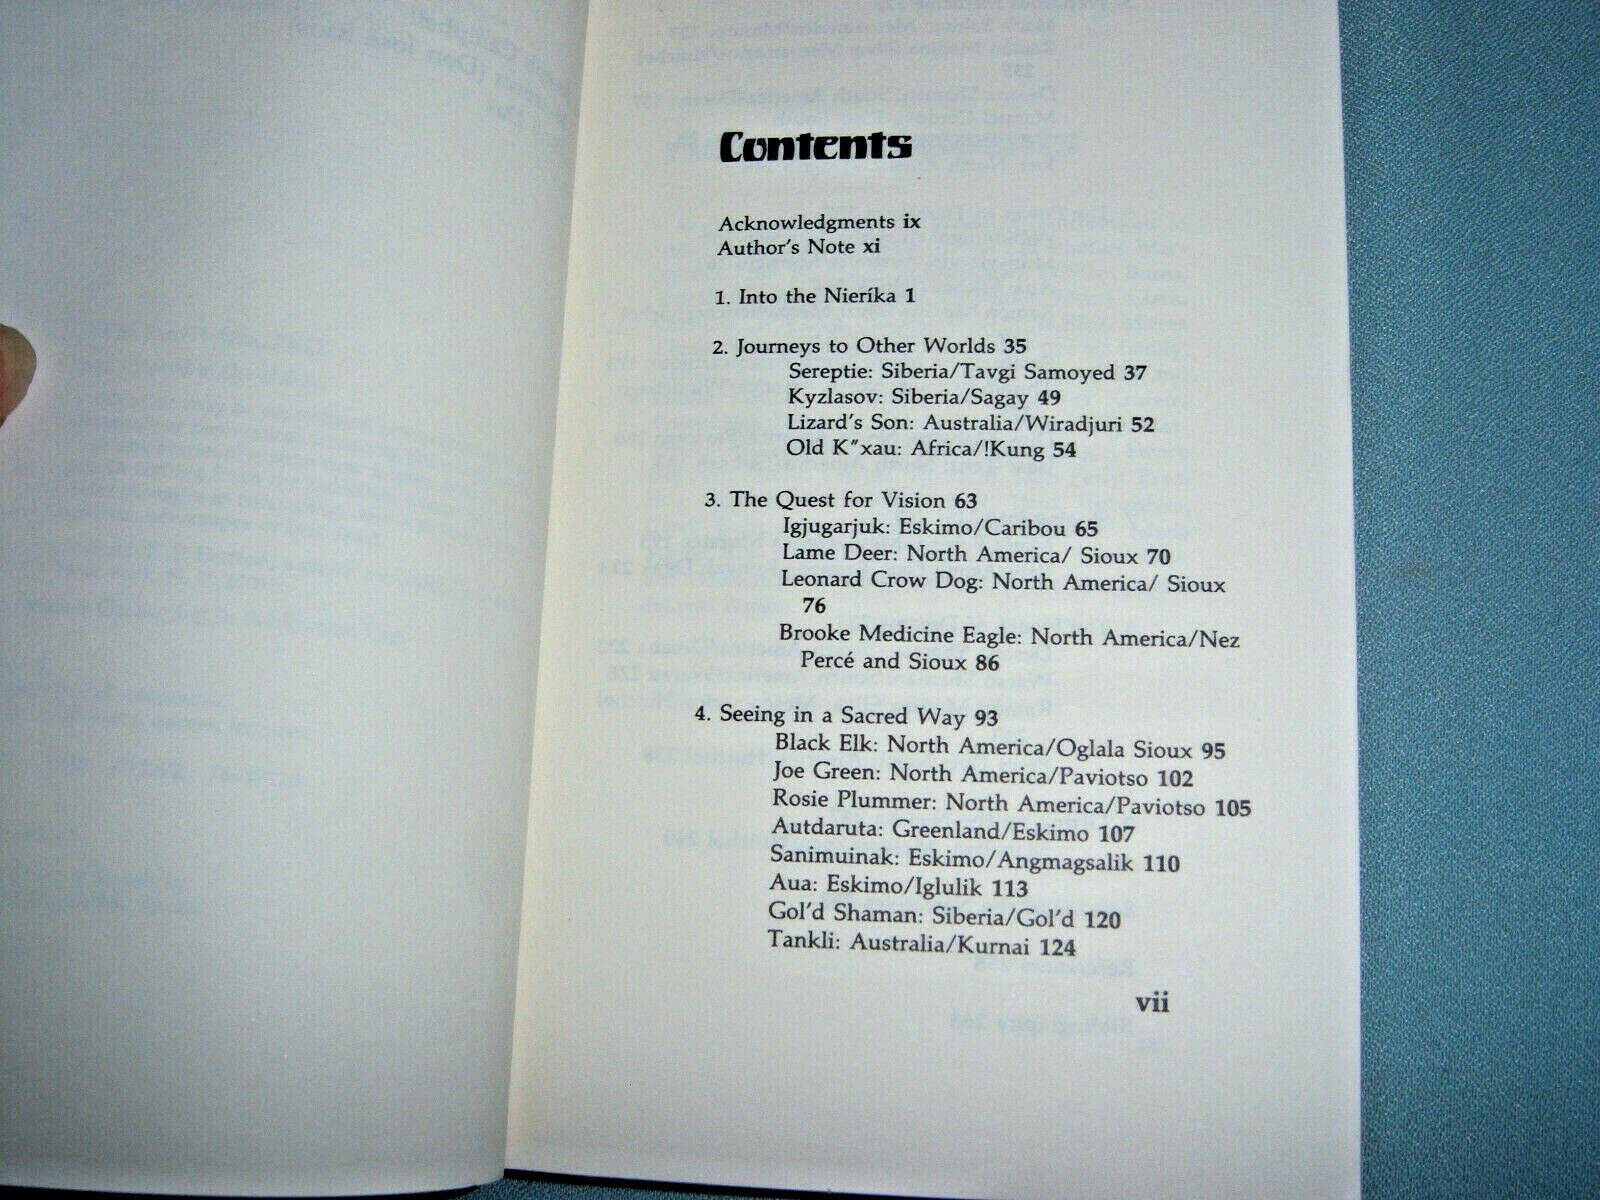 Contents
Acknowledgments ix
Author's Note xi
1. Into the Nieríka 1
2. Journeys to Other Worlds 35
Sereptie: Siberia/Tavgi Samoyed 37
Kyzlasov: Siberia/Sagay 49
Lizard's Son: Australia/Wiradjuri 52
Old K″xau: Africa/!Kung 54
3. The Quest for Vision 63
Igjugarjuk: Eskimo/Caribou 65
Lame Deer: North America/ Sioux 70
Leonard Crow Dog: North America/ Sioux
76
Brooke Medicine Eagle: North America/Nez
Percé and Sioux 86
4. Seeing in a Sacred Way 93
Black Elk: North America/Oglala Sioux 95
Joe Green: North America/Paviotso 102
Rosie Plummer: North America/Paviotso 105
Autdaruta: Greenland/Eskimo 107
Sanimuinak: Eskimo/Angmagsalik 110
Aua: Eskimo/Iglulik 113
Gol'd Shaman: Siberia/Gol'd 120
Tankli: Australia/Kurnai 124
vii